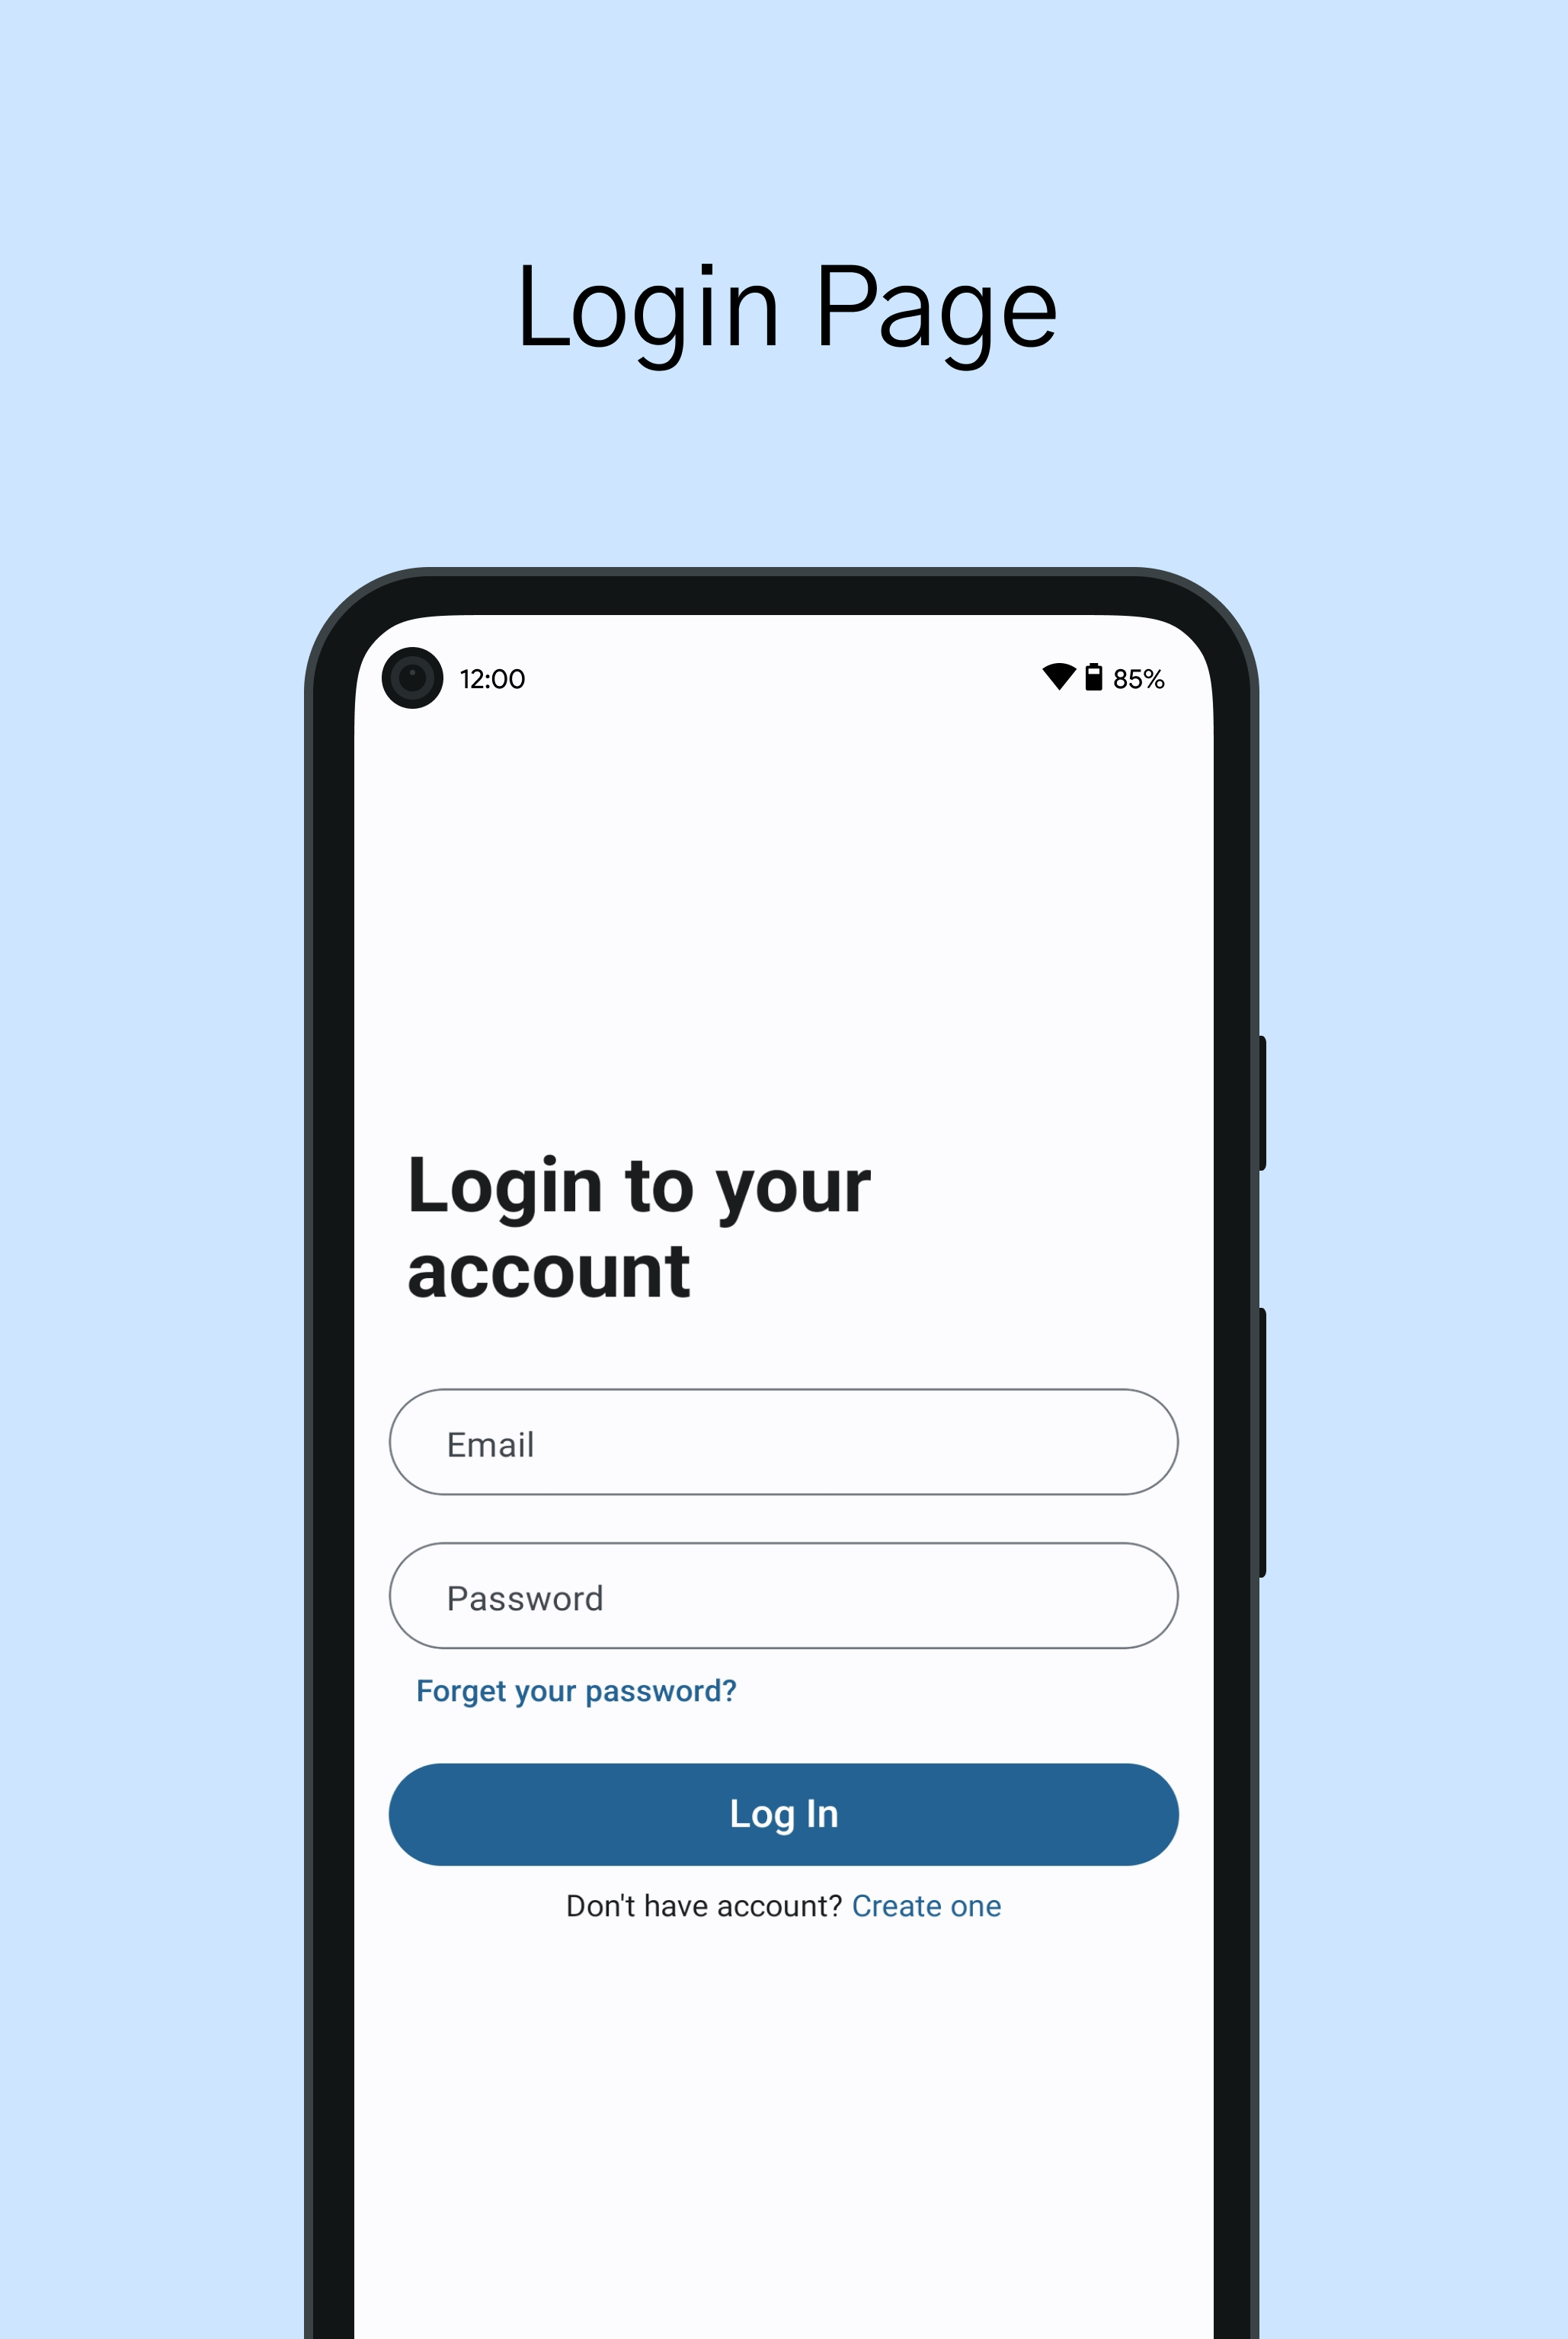 Login Page
12:00 85%
Login to your
account
Email
Password
Forget your password?
Log In
Don't have account? Create one